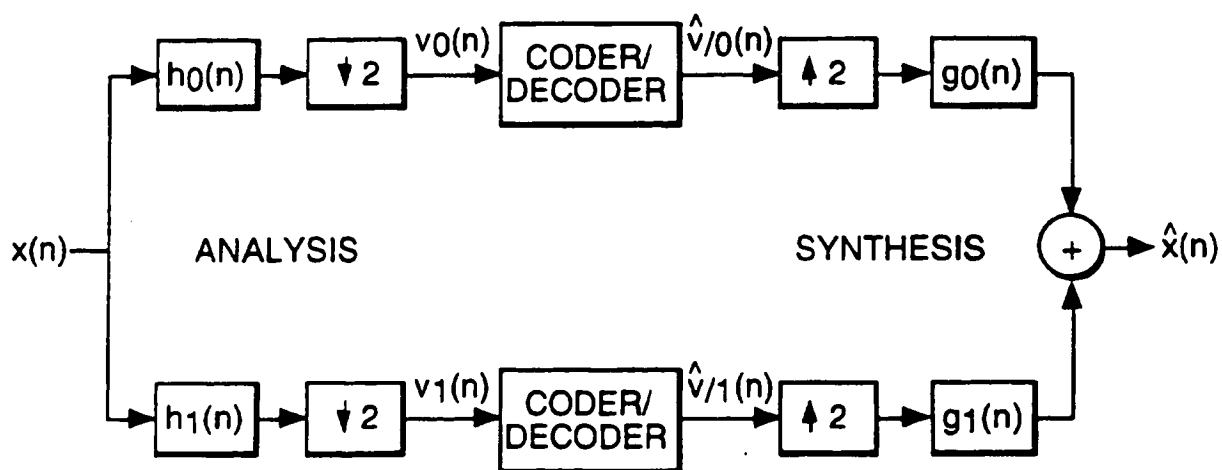 h0(n)
↓ 2
v0(n)
CODER/
DECODER
v̂/0(n)
↑ 2
g0(n)
x(n)
ANALYSIS
SYNTHESIS
+
x̂(n)
h1(n)
↓ 2
v1(n)
CODER/
DECODER
v̂/1(n)
↑ 2
g1(n)